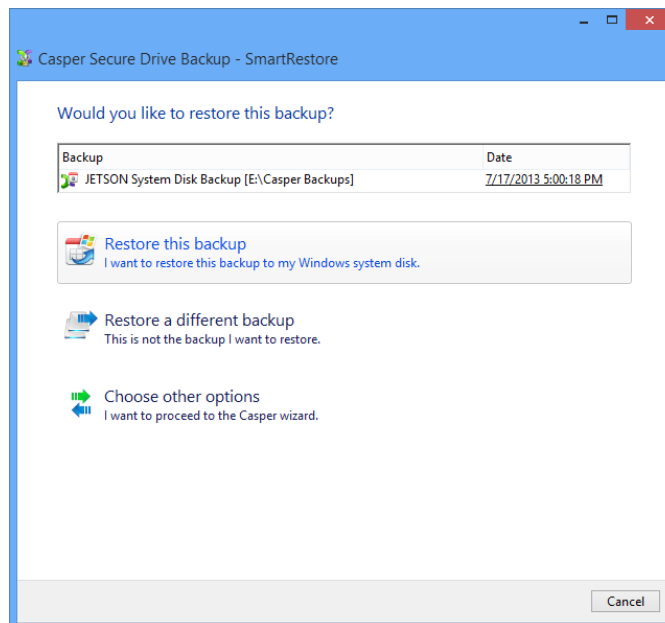 Casper Secure Drive Backup - SmartRestore
Would you like to restore this backup?
Backup Date
JETSON System Disk Backup [E:\Casper Backups] 7/17/2013 5:00:18 PM
Restore this backup
I want to restore this backup to my Windows system disk.
Restore a different backup
This is not the backup I want to restore.
Choose other options
I want to proceed to the Casper wizard.
Cancel